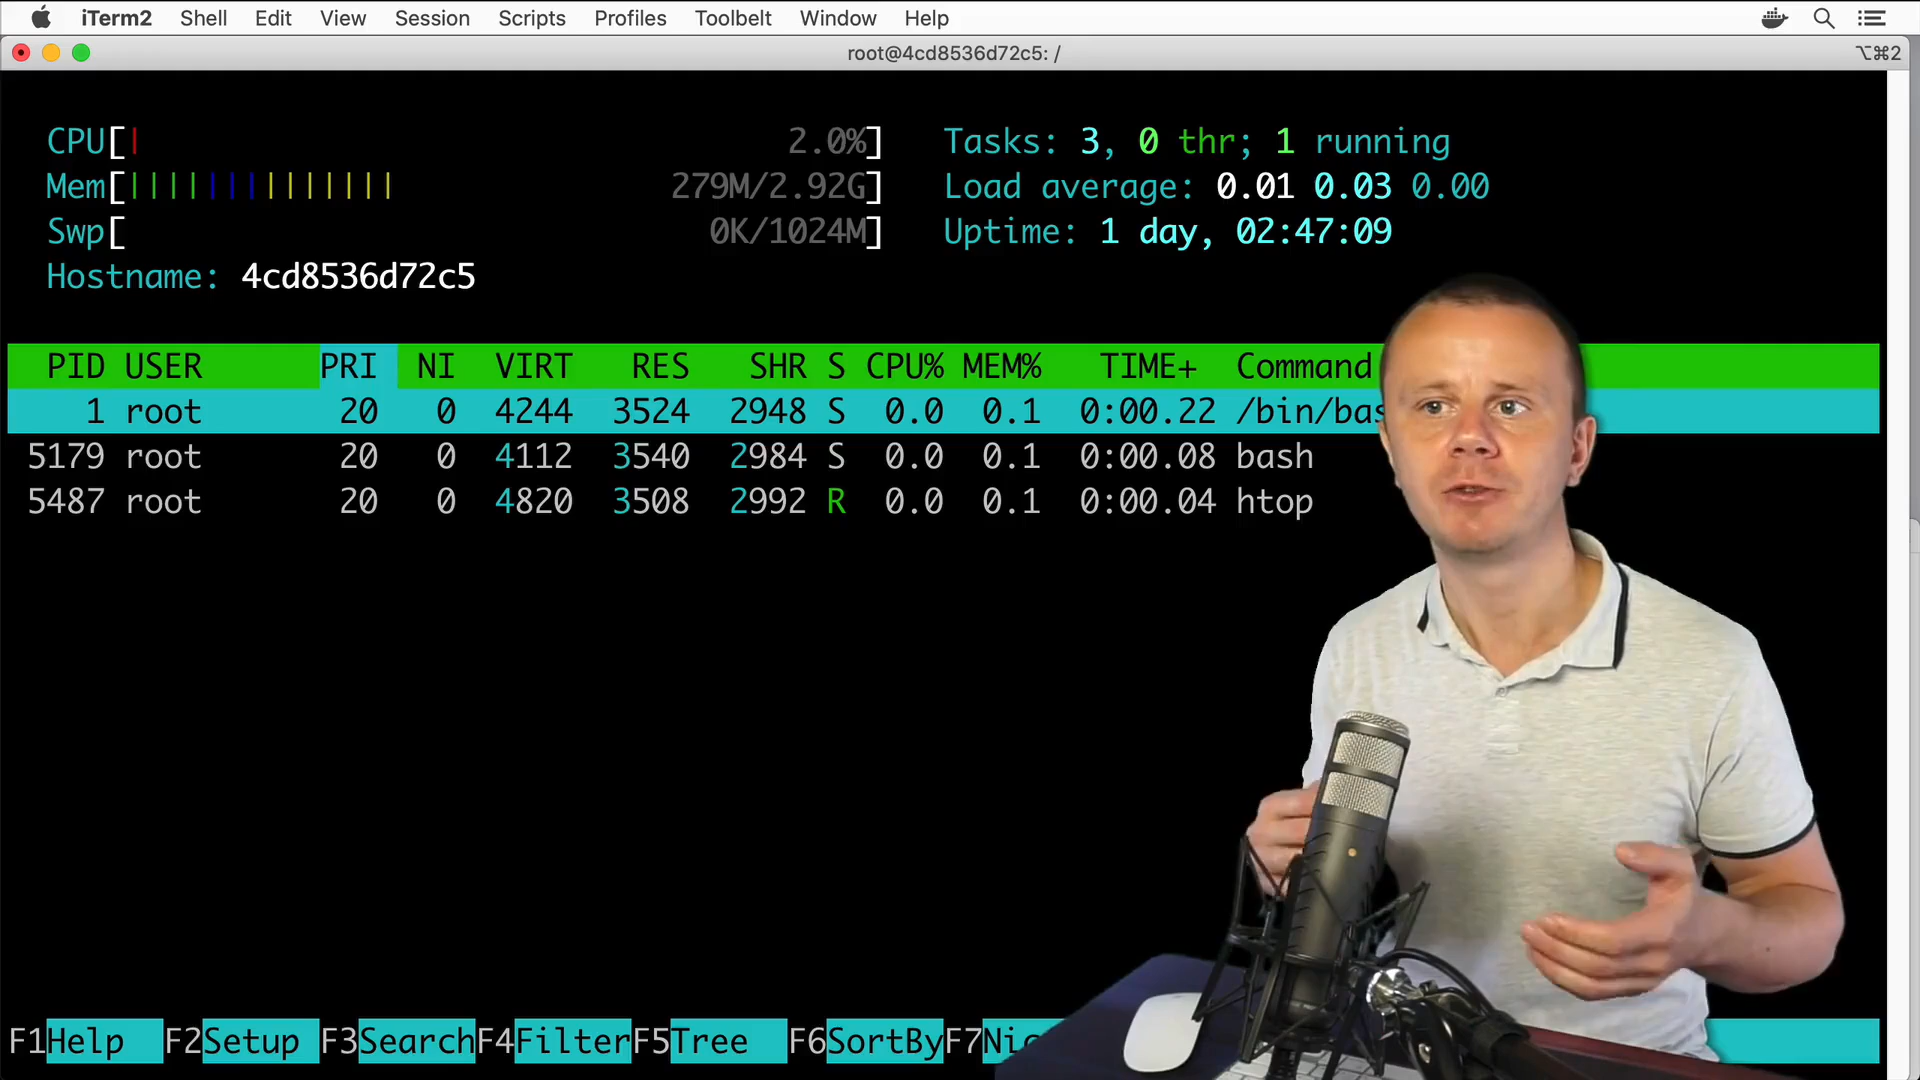 iTerm2 Shell Edit View Session Scripts Profiles Toolbelt Window Help
root@4cd8536d72c5: / ⌥⌘2
CPU[| 2.0%] Tasks: 3, 0 thr; 1 running
Mem[|||||||||||||| 279M/2.92G] Load average: 0.01 0.03 0.00
Swp[ 0K/1024M] Uptime: 1 day, 02:47:09
Hostname: 4cd8536d72c5
PID USER PRI NI VIRT RES SHR S CPU% MEM% TIME+ Command
1 root 20 0 4244 3524 2948 S 0.0 0.1 0:00.22 /bin/bas
5179 root 20 0 4112 3540 2984 S 0.0 0.1 0:00.08 bash
5487 root 20 0 4820 3508 2992 R 0.0 0.1 0:00.04 htop
F1Help F2Setup F3Search F4Filter F5Tree F6SortBy F7Nic